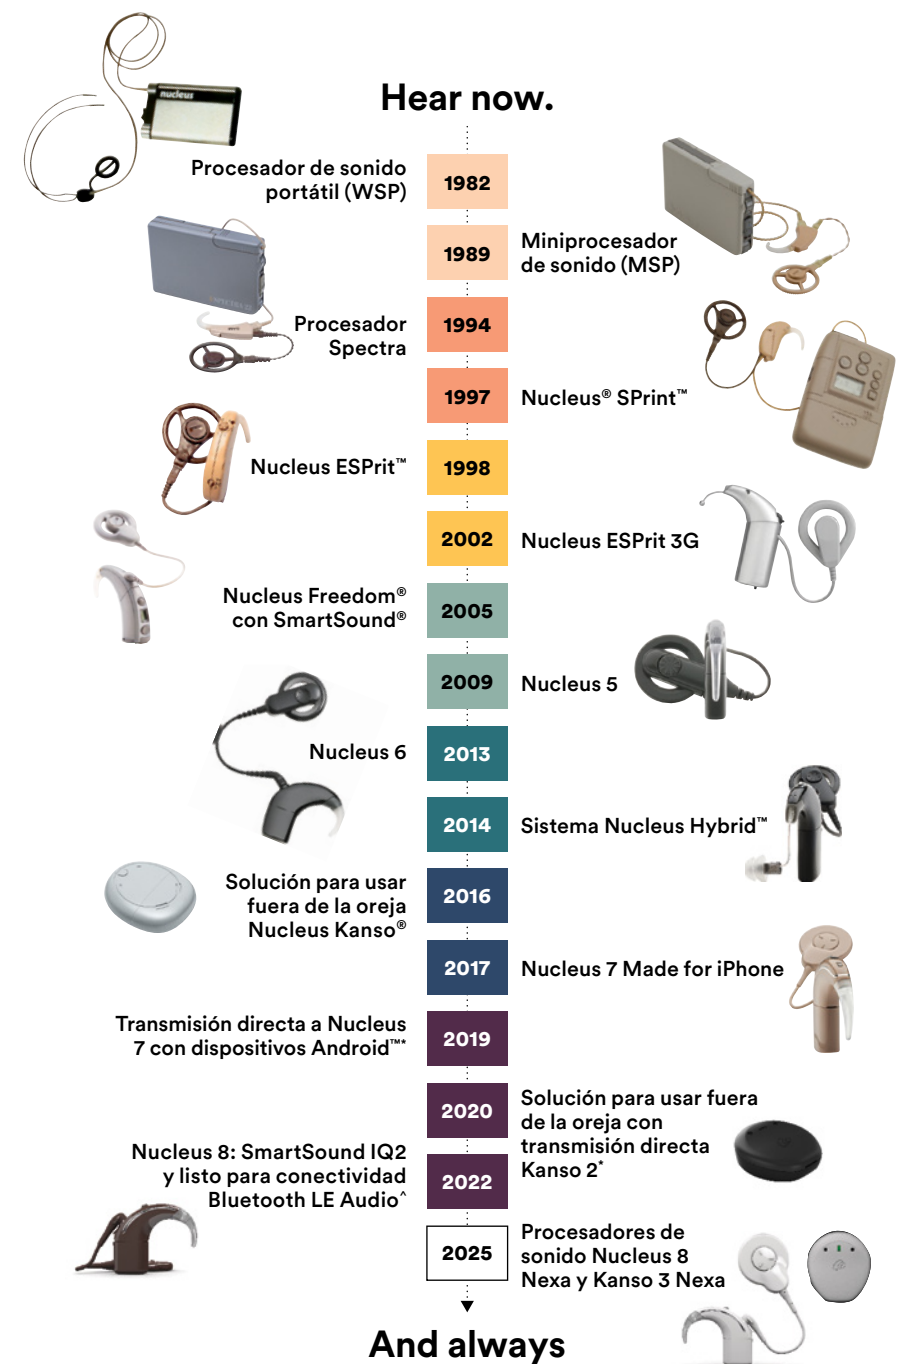 nucleus
Hear now.
Procesador de sonido
portátil (WSP)
1982
1989
Miniprocesador
de sonido (MSP)
Procesador
Spectra
1994
1997
Nucleus® SPrint™
Nucleus ESPrit™
1998
2002
Nucleus ESPrit 3G
Nucleus Freedom®
con SmartSound®
2005
2009
Nucleus 5
Nucleus 6
2013
2014
Sistema Nucleus Hybrid™
Solución para usar
fuera de la oreja
Nucleus Kanso®
2016
2017
Nucleus 7 Made for iPhone
Transmisión directa a Nucleus
7 con dispositivos Android™*
2019
2020
Solución para usar fuera
de la oreja con
transmisión directa
Kanso 2*
Nucleus 8: SmartSound IQ2
y listo para conectividad
Bluetooth LE Audio^
2022
2025
Procesadores de
sonido Nucleus 8
Nexa y Kanso 3 Nexa
And always